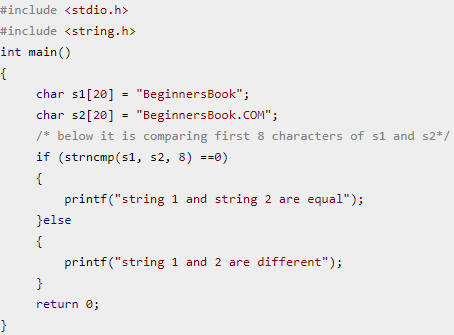 #include <stdio.h>
#include <string.h>
int main()
{
     char s1[20] = "BeginnersBook";
     char s2[20] = "BeginnersBook.COM";
     /* below it is comparing first 8 characters of s1 and s2*/
     if (strncmp(s1, s2, 8) ==0)
     {
         printf("string 1 and string 2 are equal");
     }else
     {
         printf("string 1 and 2 are different");
     }
     return 0;
}